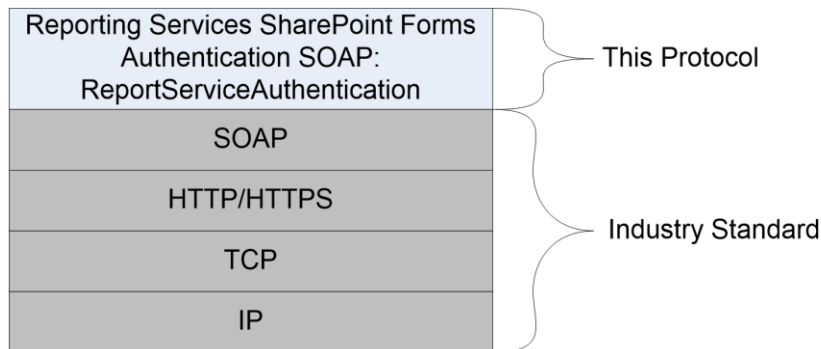 Reporting Services SharePoint Forms
Authentication SOAP:
ReportServiceAuthentication
This Protocol
SOAP
HTTP/HTTPS
TCP
IP
Industry Standard